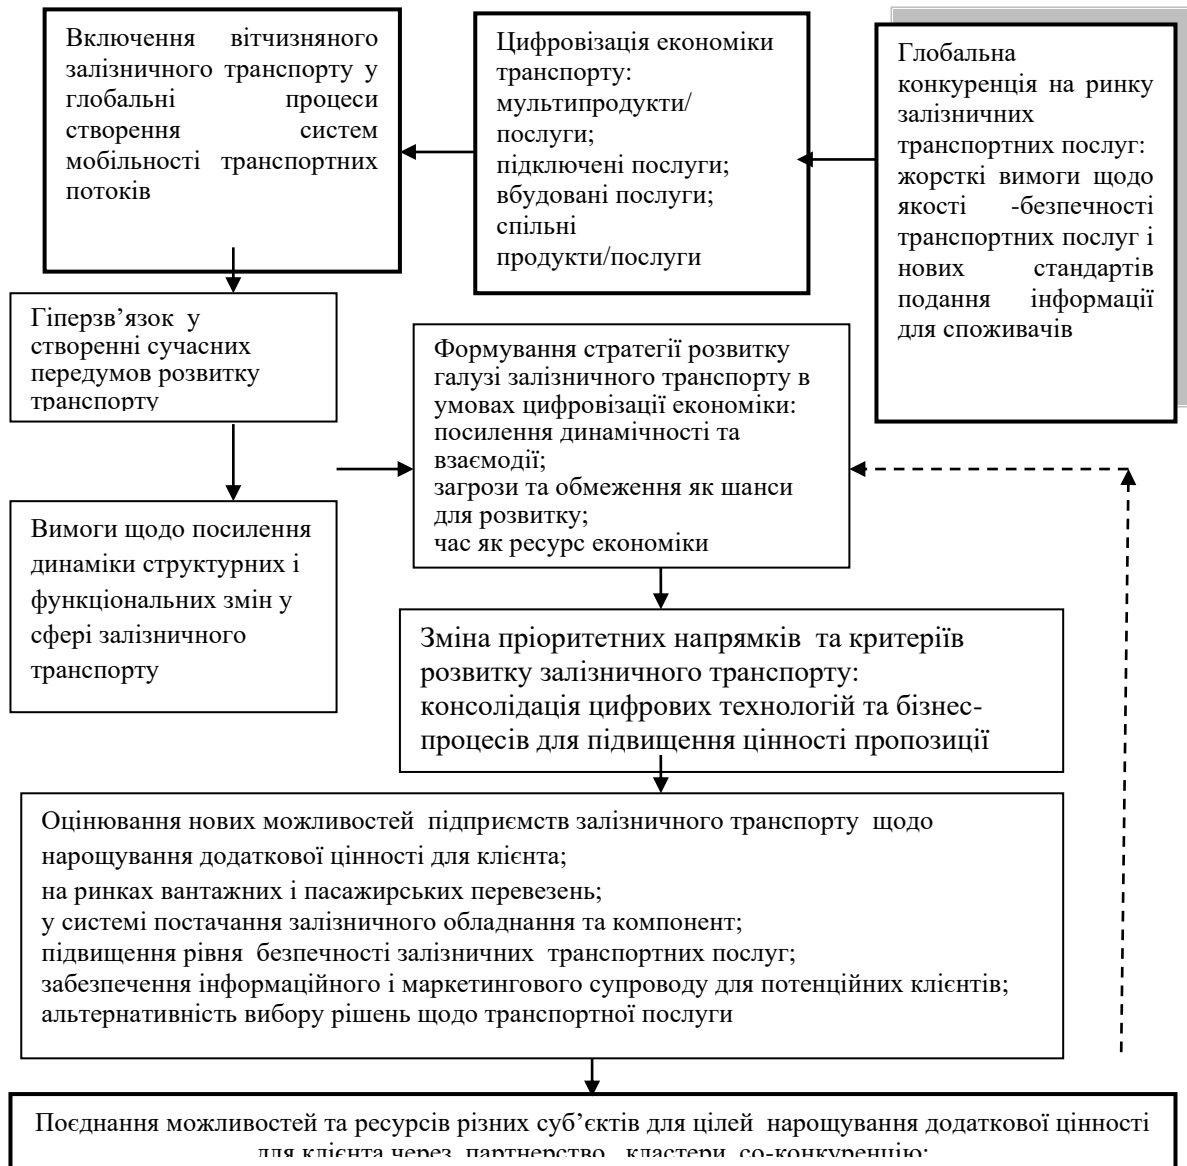 Включення вітчизняного
залізничного транспорту у
глобальні процеси
створення систем
мобільності транспортних
потоків
Цифровізація економіки
транспорту:
мультипродукти/
послуги;
підключені послуги;
вбудовані послуги;
спільні
продукти/послуги
Глобальна
конкуренція на ринку
залізничних
транспортних послуг:
жорсткі вимоги щодо
якості -безпечності
транспортних послуг і
нових стандартів
подання інформації
для споживачів
Гіперзв’язок у
створенні сучасних
передумов розвитку
транспорту
Формування стратегії розвитку
галузі залізничного транспорту в
умовах цифровізації економіки:
посилення динамічності та
взаємодії;
загрози та обмеження як шанси
для розвитку;
час як ресурс економіки
Вимоги щодо посилення
динаміки структурних і
функціональних змін у
сфері залізничного
транспорту
Зміна пріоритетних напрямків та критеріїв
розвитку залізничного транспорту:
консолідація цифрових технологій та бізнес-
процесів для підвищення цінності пропозиції
Оцінювання нових можливостей підприємств залізничного транспорту щодо
нарощування додаткової цінності для клієнта;
на ринках вантажних і пасажирських перевезень;
у системі постачання залізничного обладнання та компонент;
підвищення рівня безпечності залізничних транспортних послуг;
забезпечення інформаційного і маркетингового супроводу для потенційних клієнтів;
альтернативність вибору рішень щодо транспортної послуги
Поєднання можливостей та ресурсів різних суб’єктів для цілей нарощування додаткової цінності
для клієнта через партнерство, кластери, со-конкуренцію;